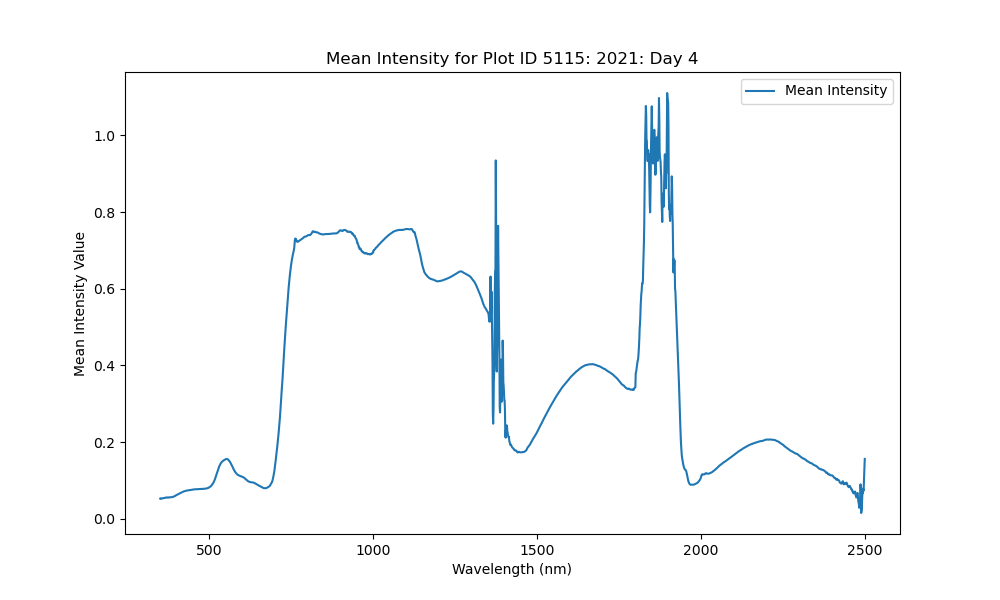 Mean Intensity for Plot ID 5115: 2021: Day 4
Mean Intensity
Mean Intensity Value
1.0
0.8
0.6
0.4
0.2
0.0
500
1000
1500
2000
2500
Wavelength (nm)